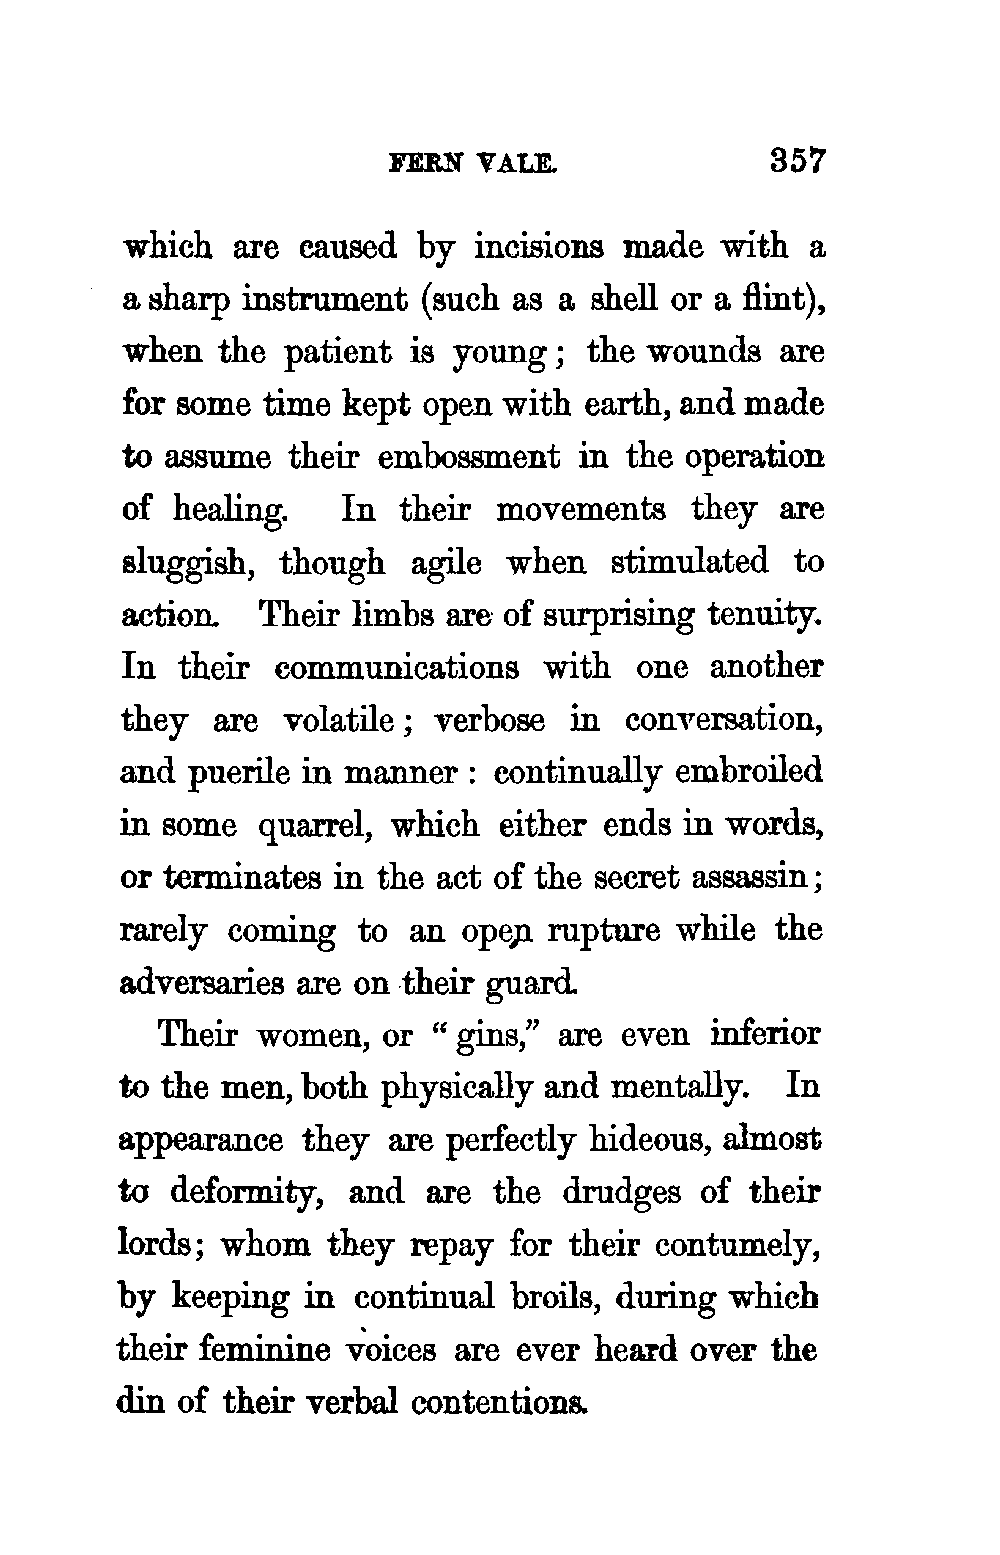 FERN VALE. 357
which are caused by incisions made with a
a sharp instrument (such as a shell or a flint),
when the patient is young; the wounds are
for some time kept open with earth, and made
to assume their embossment in the operation
of healing. In their movements they are
sluggish, though agile when stimulated to
action. Their limbs are of surprising tenuity.
In their communications with one another
they are volatile; verbose in conversation,
and puerile in manner: continually embroiled
in some quarrel, which either ends in words,
or terminates in the act of the secret assassin;
rarely coming to an open rupture while the
adversaries are on their guard.
Their women, or "gins," are even inferior
to the men, both physically and mentally. In
appearance they are perfectly hideous, almost
to deformity, and are the drudges of their
lords; whom they repay for their contumely,
by keeping in continual broils, during which
their feminine voices are ever heard over the
din of their verbal contentions.